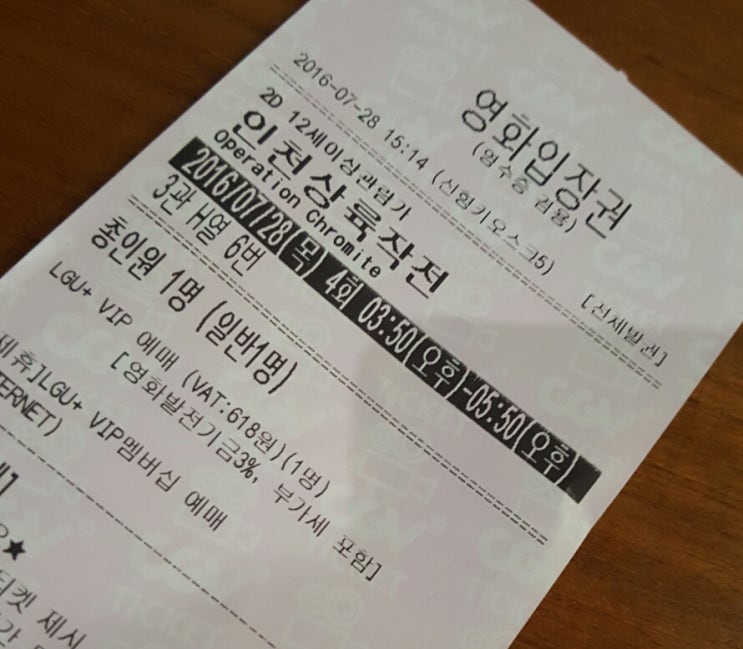 영화입장권
(영수증 겸용)
2016-07-28 15:14 (신형키오스크5)
[전체발권]
2D 12세이상관람가
인천상륙작전
Operation Chromite
2016/07/28(목) 4회 03:50(오후)-05:50(오후)
3관 H열 6번
총인원 1명 (일반1명)
LGU+ VIP 예매 (VAT:618원)(1명)
[영화발전기금3%, 부가세 포함]
제휴]LGU+ VIP멤버십 예매
TERNET)
티켓 제시
CGV
TICKET